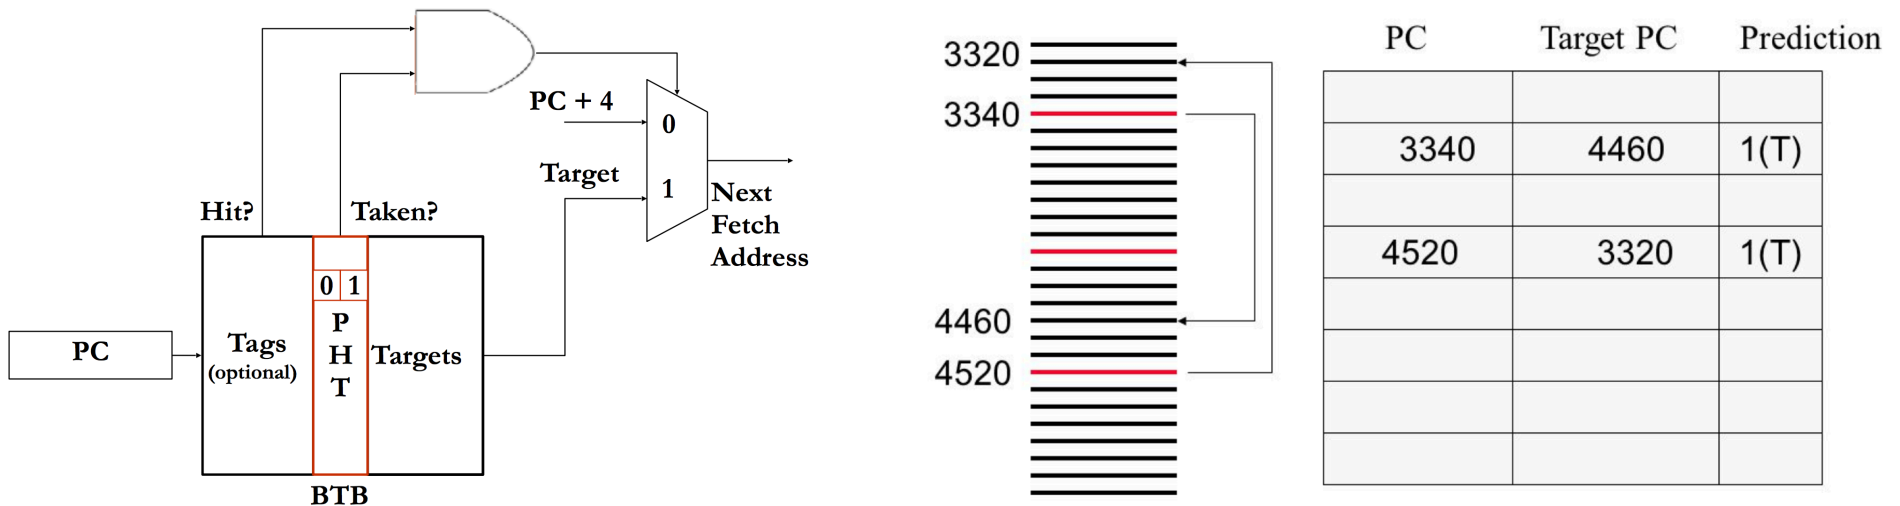 PC + 4
0
Target
1
Next
Fetch
Address
Hit?
Taken?
0 1
P
H
T
PC
Tags
(optional)
Targets
BTB
3320
3340
4460
4520
PC Target PC Prediction
3340 4460 1(T)
4520 3320 1(T)